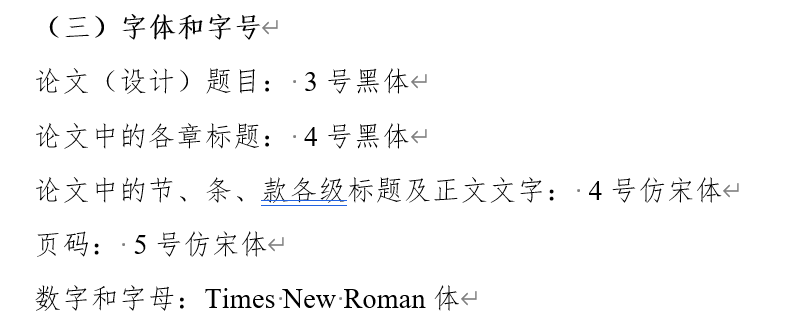 （三）字体和字号
论文（设计）题目： 3 号黑体
论文中的各章标题： 4 号黑体
论文中的节、条、款各级标题及正文文字： 4 号仿宋体
页码： 5 号仿宋体
数字和字母：Times New Roman 体